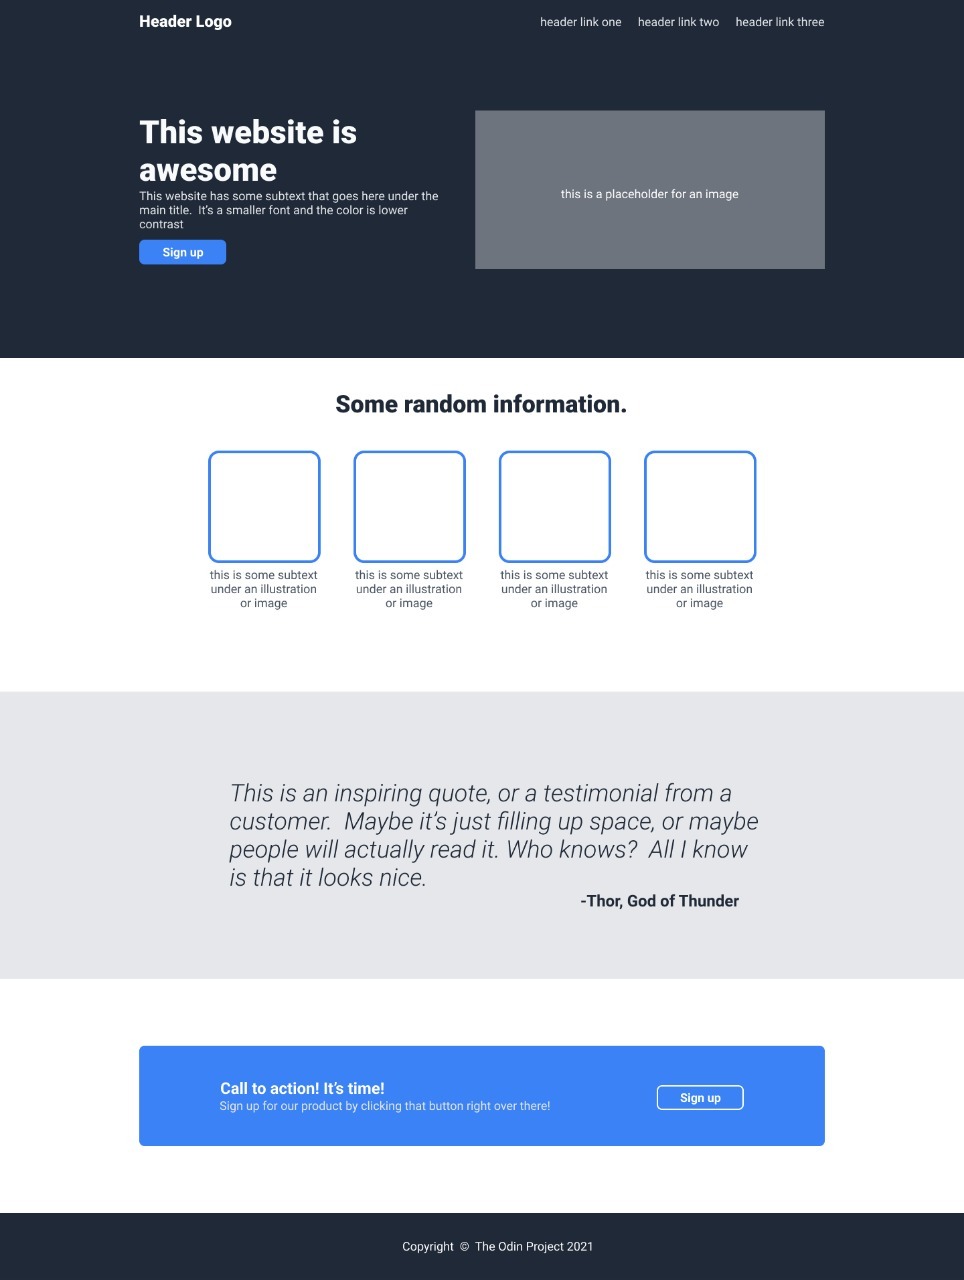 Header Logo
header link one
header link two
header link three
This website is
awesome
This website has some subtext that goes here under the
main title.  It's a smaller font and the color is lower
contrast
Sign up
this is a placeholder for an image
Some random information.
this is some subtext
under an illustration
or image
this is some subtext
under an illustration
or image
this is some subtext
under an illustration
or image
this is some subtext
under an illustration
or image
This is an inspiring quote, or a testimonial from a
customer.  Maybe it's just filling up space, or maybe
people will actually read it. Who knows?  All I know
is that it looks nice.
-Thor, God of Thunder
Call to action! It's time!
Sign up for our product by clicking that button right over there!
Sign up
Copyright © The Odin Project 2021